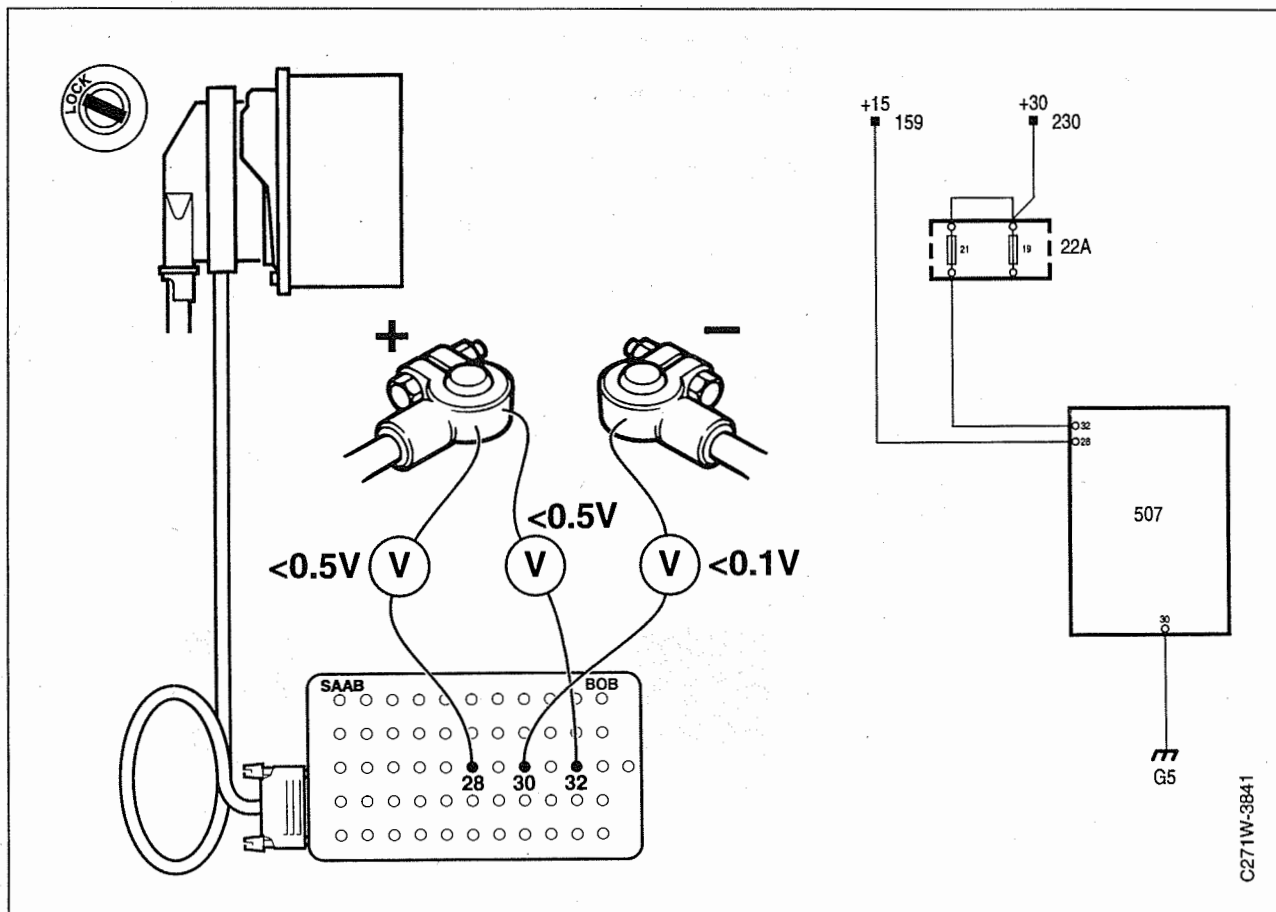 LOCK
+
−
<0.5V
V
<0.5V
V
V
<0.1V
SAAB
BOB
28
30
32
+15
159
+30
230
21
19
22A
32
28
507
30
G5
C271W-3841